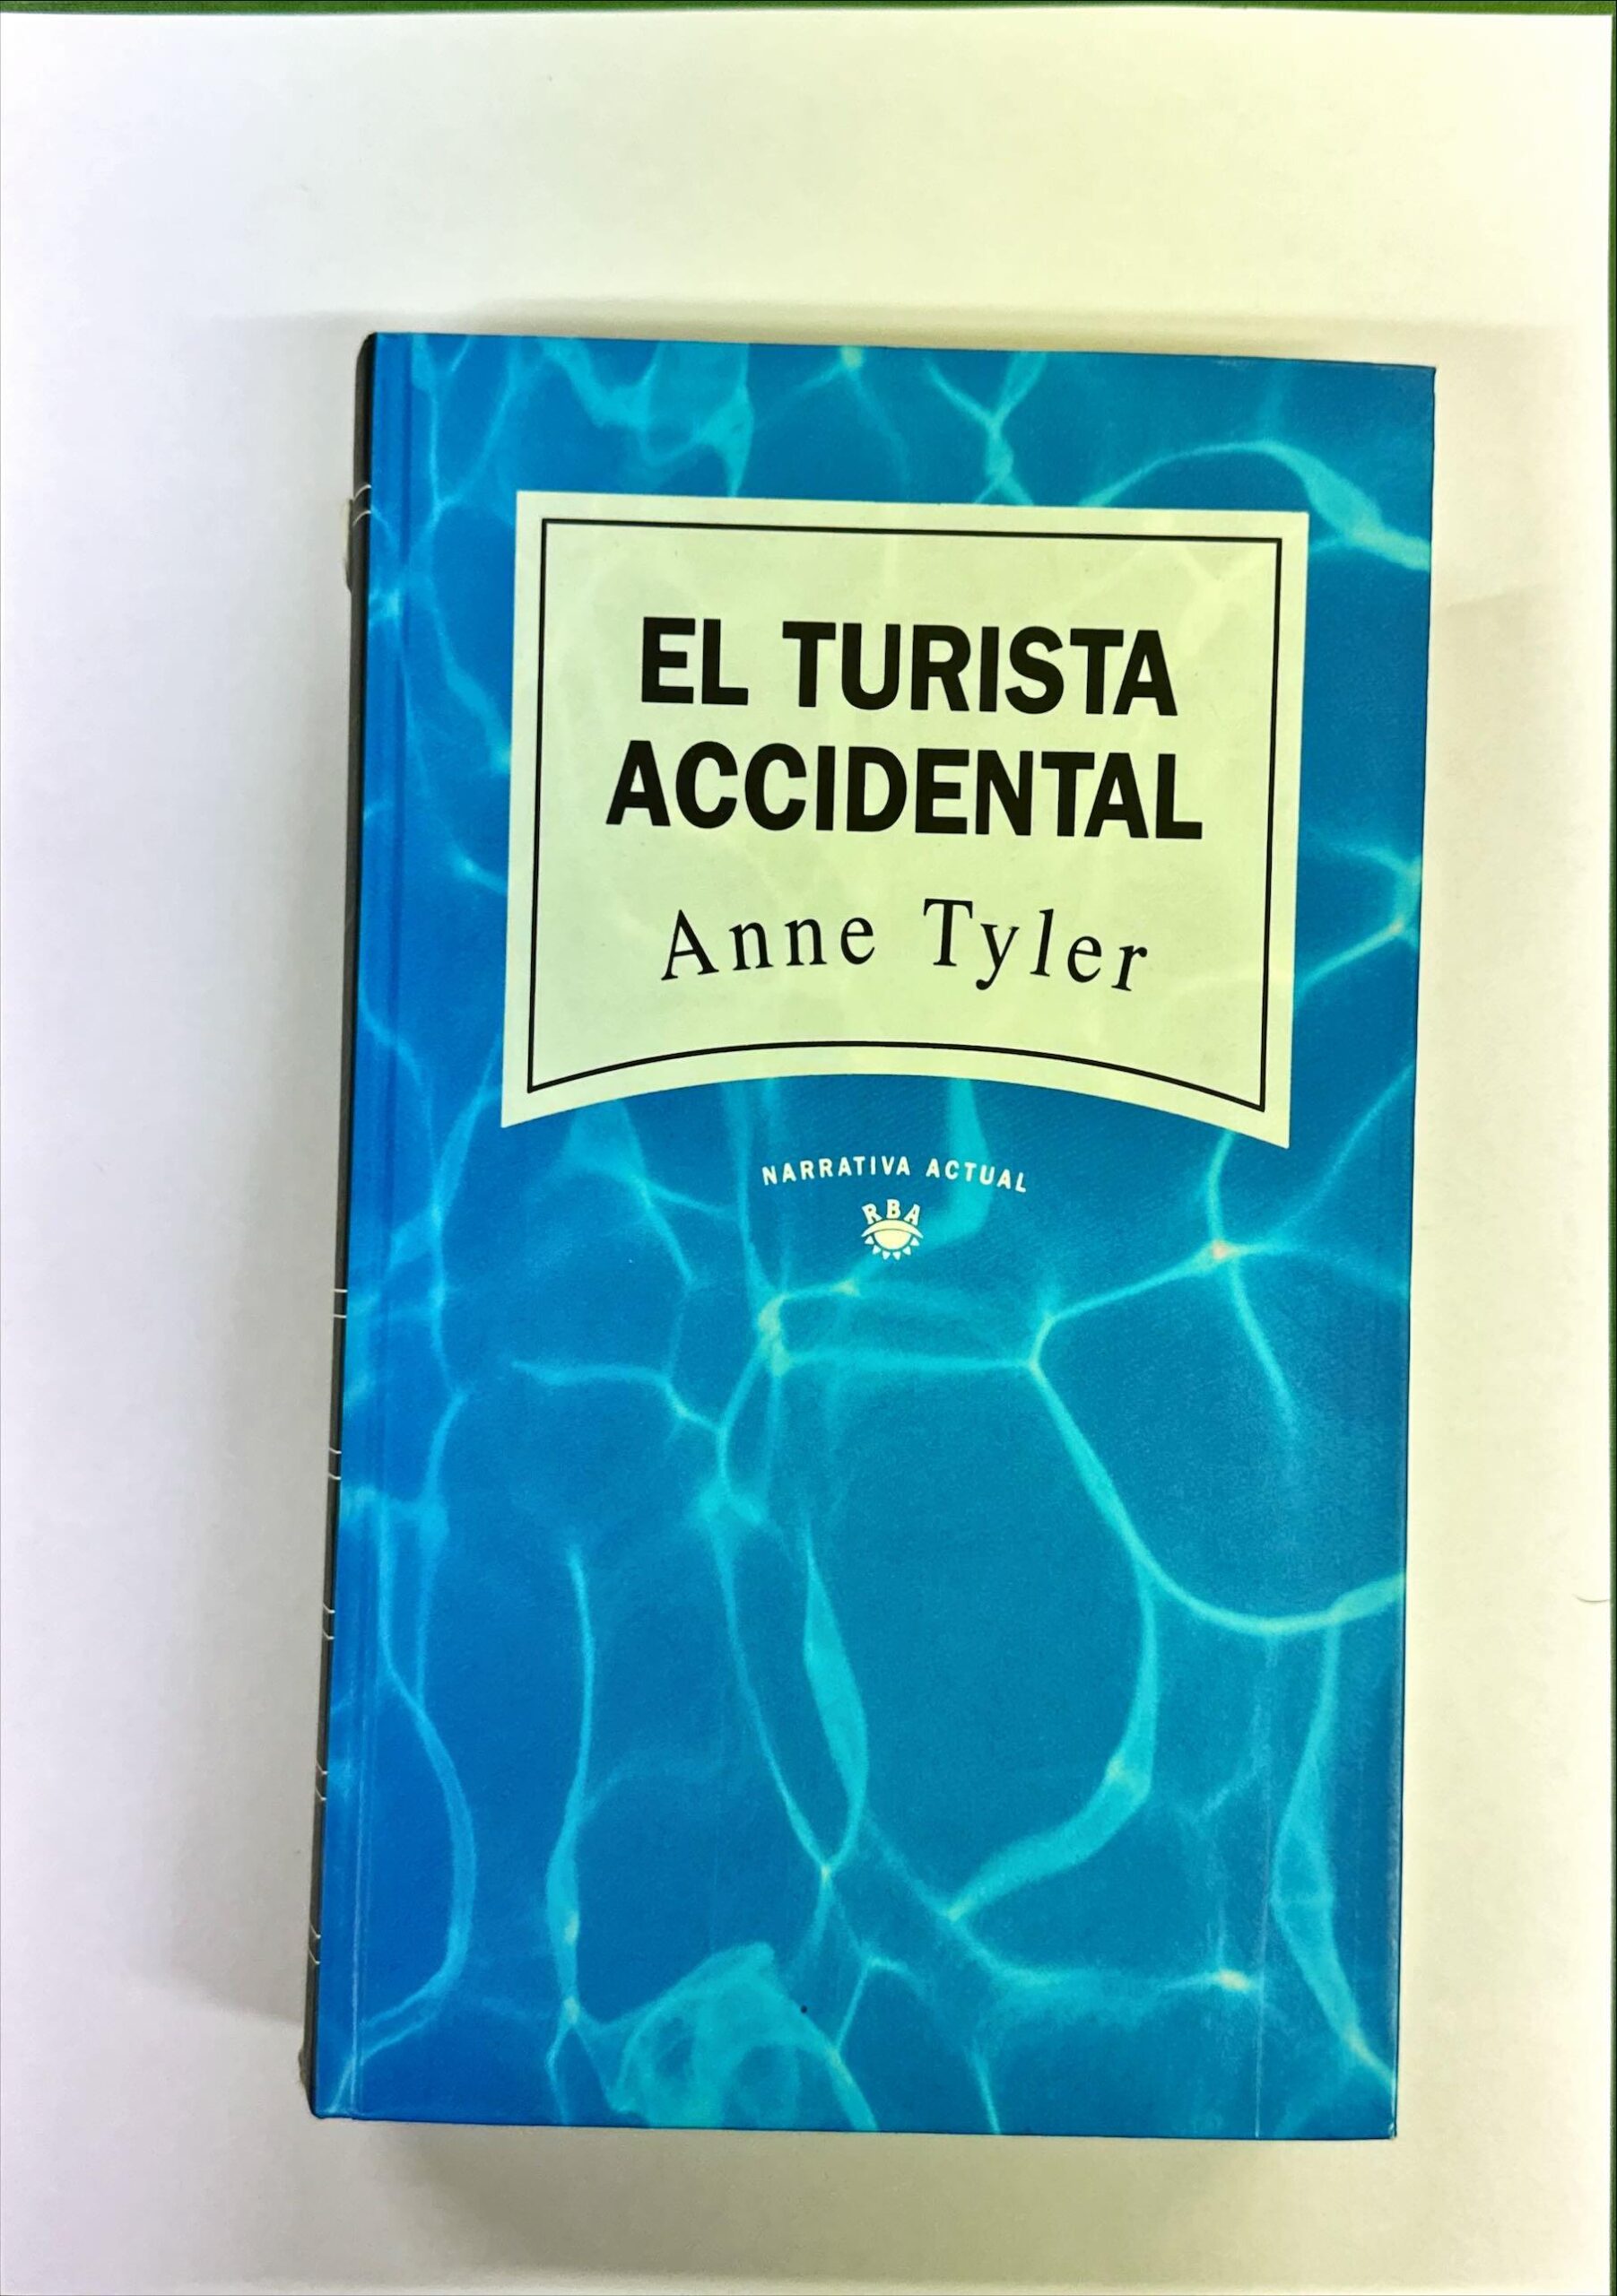 EL TURISTA
ACCIDENTAL
Anne Tyler
NARRATIVA ACTUAL
RBA